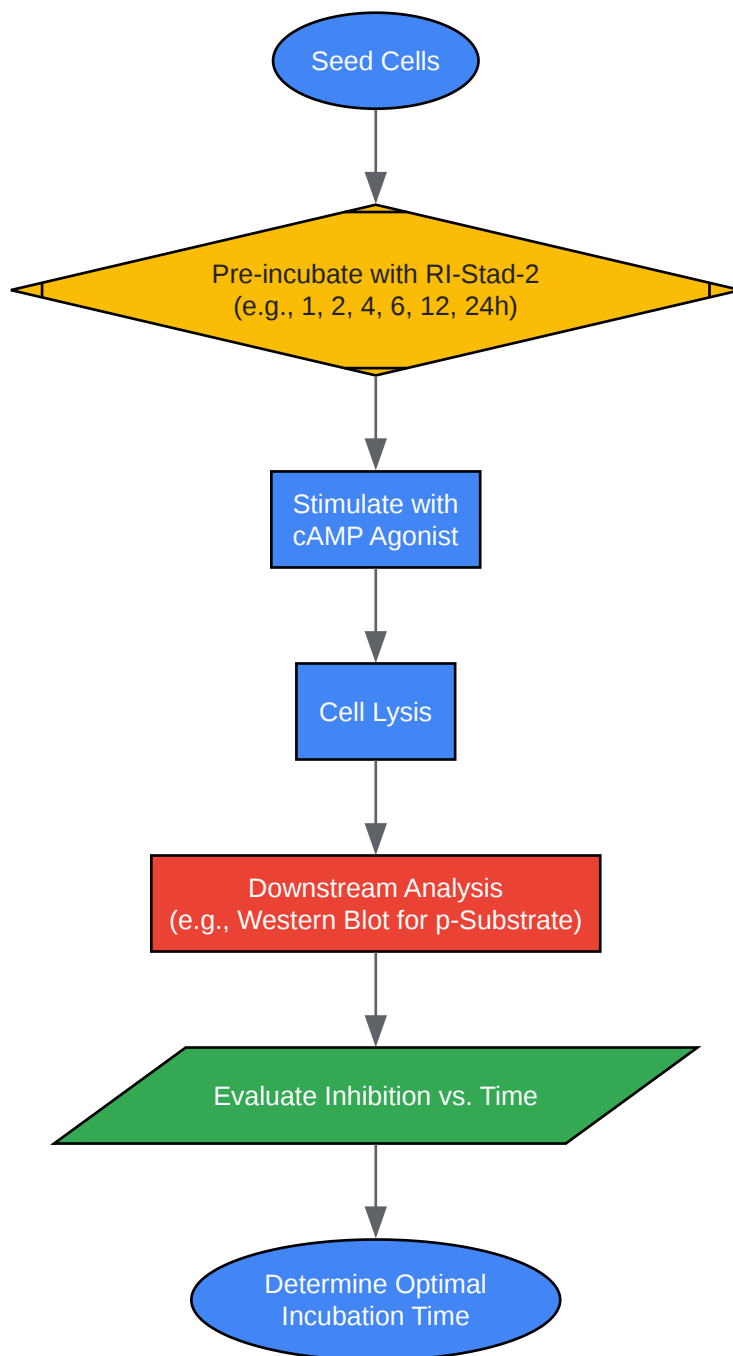 Seed Cells
Pre-incubate with RI-Stad-2
(e.g., 1, 2, 4, 6, 12, 24h)
Stimulate with
cAMP Agonist
Cell Lysis
Downstream Analysis
(e.g., Western Blot for p-Substrate)
Evaluate Inhibition vs. Time
Determine Optimal
Incubation Time